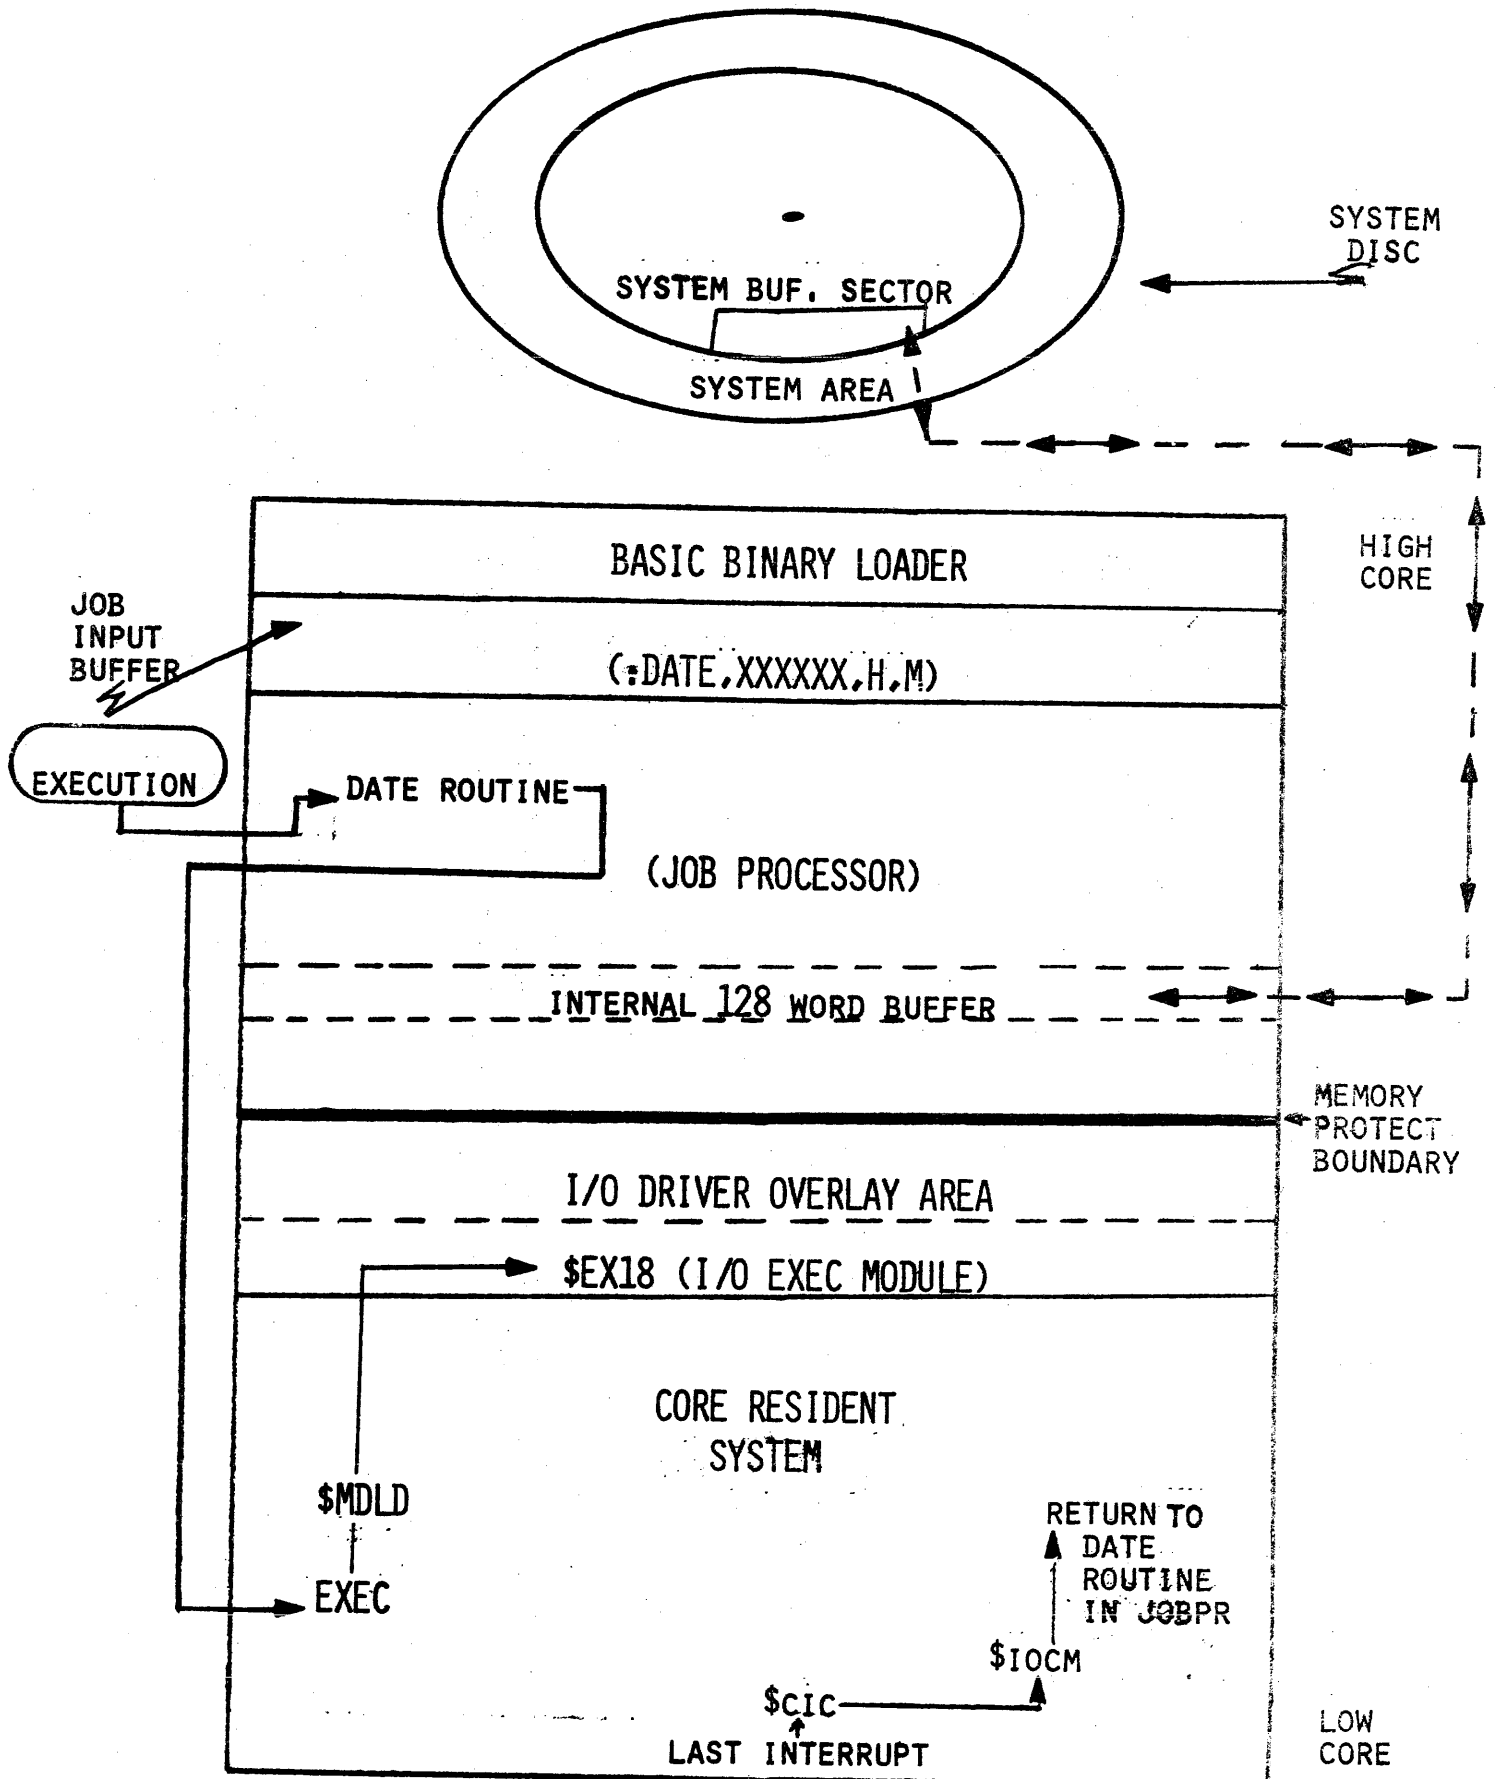 SYSTEM
DISC
SYSTEM BUF. SECTOR
SYSTEM AREA
BASIC BINARY LOADER
HIGH
CORE
JOB
INPUT
BUFFER
(:DATE,XXXXXX,H,M)
EXECUTION
DATE ROUTINE
(JOB PROCESSOR)
INTERNAL 128 WORD BUFFER
MEMORY
PROTECT
BOUNDARY
I/O DRIVER OVERLAY AREA
$EX18 (I/O EXEC MODULE)
CORE RESIDENT
SYSTEM
$MDLD
EXEC
RETURN TO
DATE
ROUTINE
IN JOBPR
$IOCM
$CIC
LAST INTERRUPT
LOW
CORE